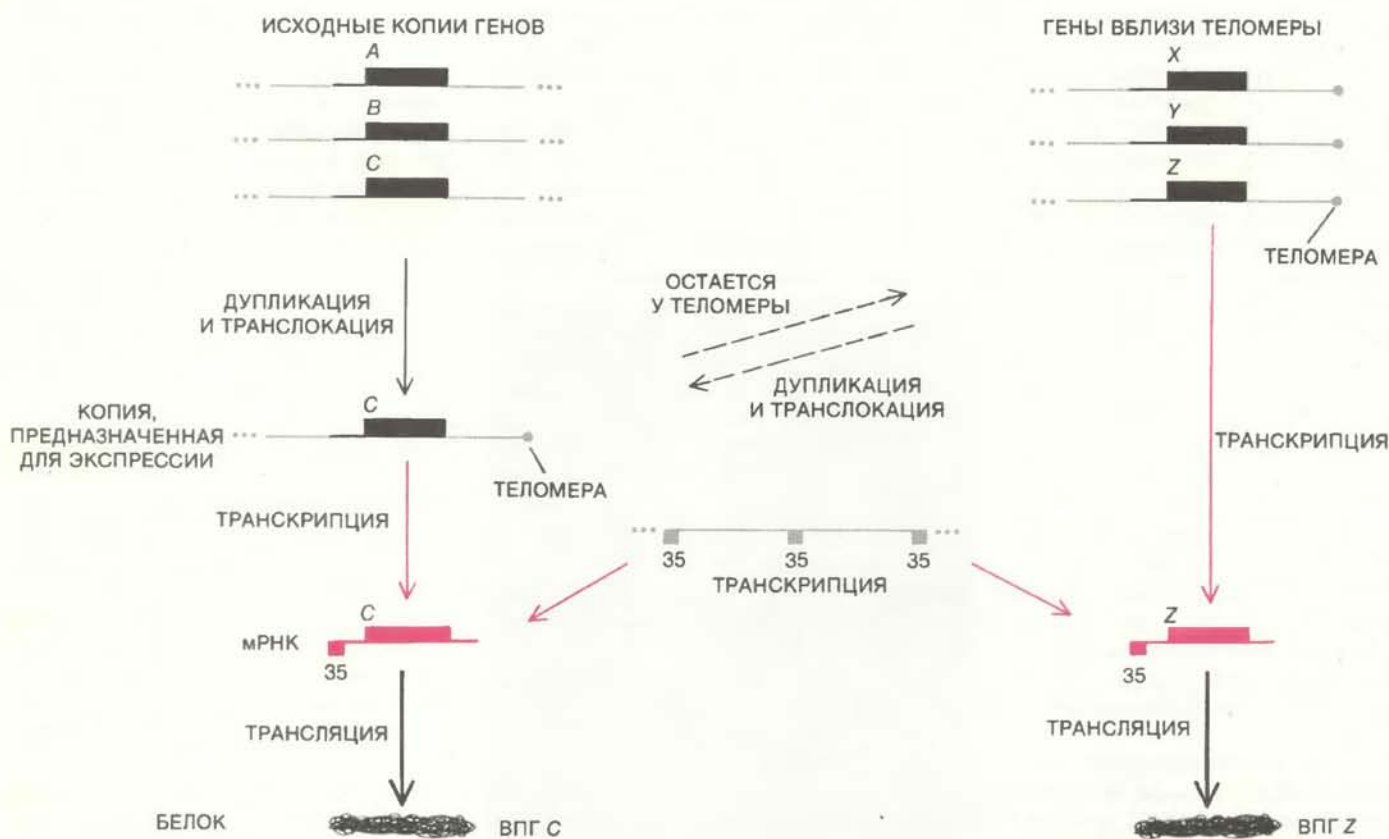 ИСХОДНЫЕ КОПИИ ГЕНОВ
A
B
C
ГЕНЫ ВБЛИЗИ ТЕЛОМЕРЫ
X
Y
Z
ТЕЛОМЕРА
ДУПЛИКАЦИЯ
И ТРАНСЛОКАЦИЯ
ОСТАЕТСЯ
У ТЕЛОМЕРЫ
ДУПЛИКАЦИЯ
И ТРАНСЛОКАЦИЯ
КОПИЯ,
ПРЕДНАЗНАЧЕННАЯ
ДЛЯ ЭКСПРЕССИИ
C
ТЕЛОМЕРА
ТРАНСКРИПЦИЯ
ТРАНСКРИПЦИЯ
35 35 35
ТРАНСКРИПЦИЯ
мРНК
C
35
Z
35
ТРАНСЛЯЦИЯ
ТРАНСЛЯЦИЯ
БЕЛОК
ВПГ C
ВПГ Z